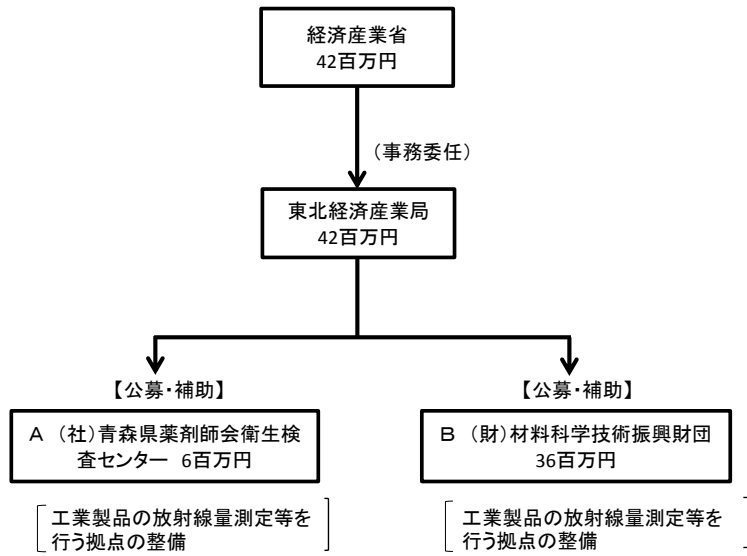 経済産業省
42百万円
（事務委任）
東北経済産業局
42百万円
【公募・補助】
A （社）青森県薬剤師会衛生検
査センター 6百万円
工業製品の放射線量測定等を
行う拠点の整備
【公募・補助】
B （財）材料科学技術振興財団
36百万円
工業製品の放射線量測定等を
行う拠点の整備